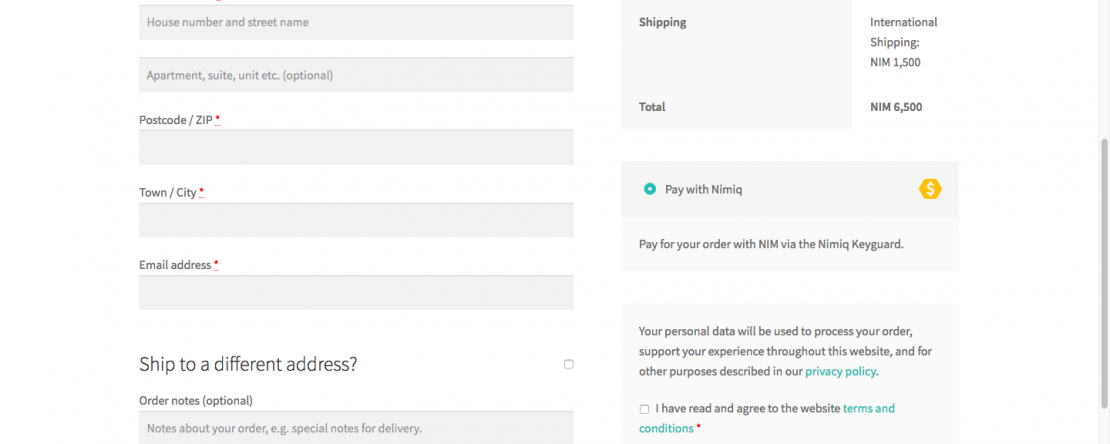 House number and street name
Apartment, suite, unit etc. (optional)
Postcode / ZIP *
Town / City *
Email address *
Ship to a different address?
Order notes (optional)
Notes about your order, e.g. special notes for delivery.
Shipping
International
Shipping:
NIM 1,500
Total
NIM 6,500
Pay with Nimiq
$
Pay for your order with NIM via the Nimiq Keyguard.
Your personal data will be used to process your order,
support your experience throughout this website, and for
other purposes described in our privacy policy.
I have read and agree to the website terms and
conditions *